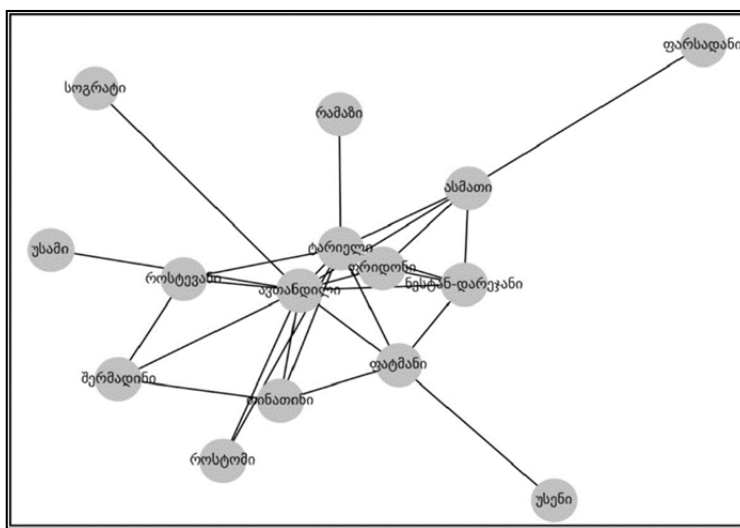 ფარსადანი
სოგრატი
რამაზი
ასმათი
ტარიელი
უსამი
ფრიდონი
როსტევანი
ნესტან-დარეჯანი
ავთანდილი
ფატმანი
შერმადინი
თინათინი
როსტომი
უსენი